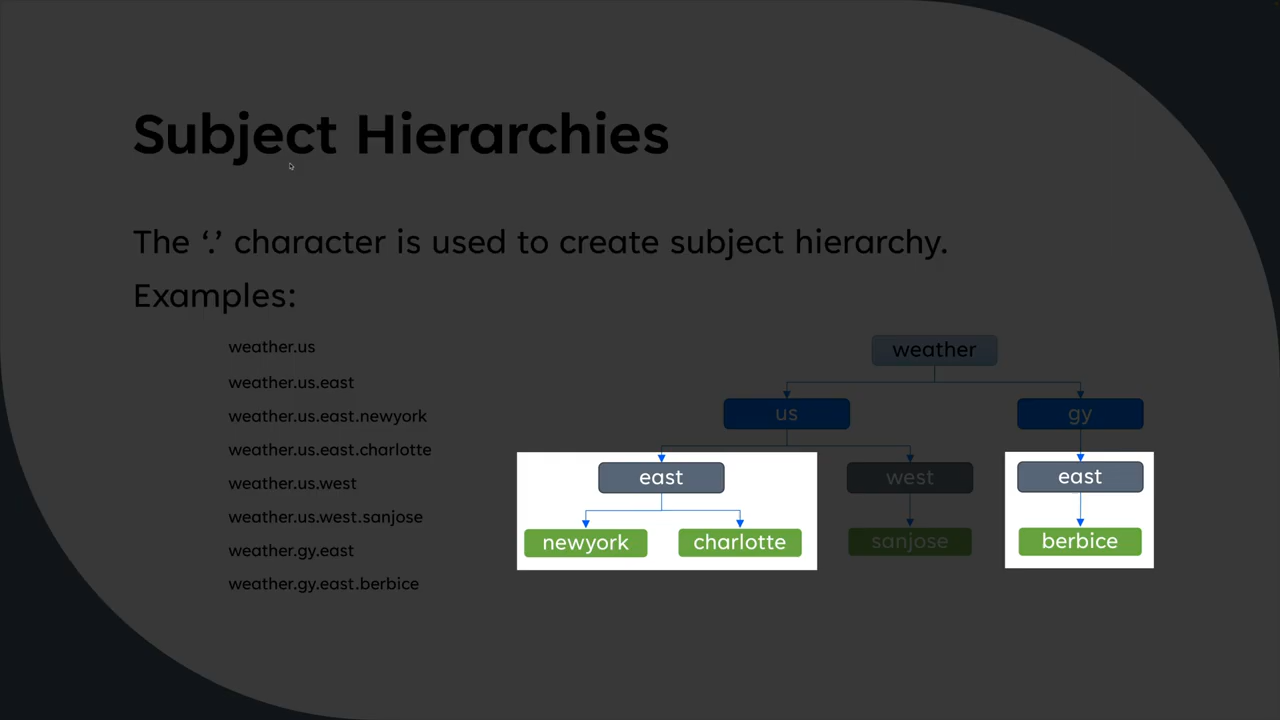 Subject Hierarchies
The ‘.’ character is used to create subject hierarchy.
Examples:
weather.us
weather.us.east
weather.us.east.newyork
weather.us.east.charlotte
weather.us.west
weather.us.west.sanjose
weather.gy.east
weather.gy.east.berbice
weather
us gy
east west east
newyork charlotte sanjose berbice